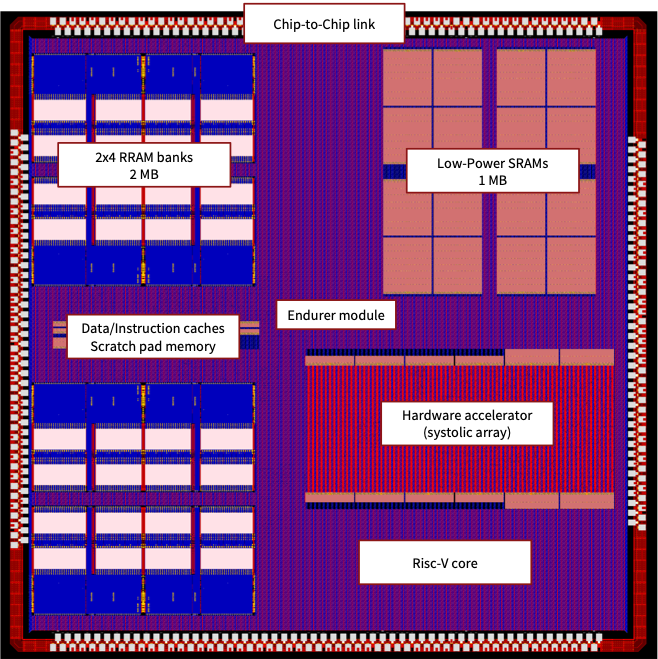 Chip-to-Chip link
2x4 RRAM banks
2 MB
Low-Power SRAMs
1 MB
Endurer module
Data/Instruction caches
Scratch pad memory
Hardware accelerator
(systolic array)
Risc-V core